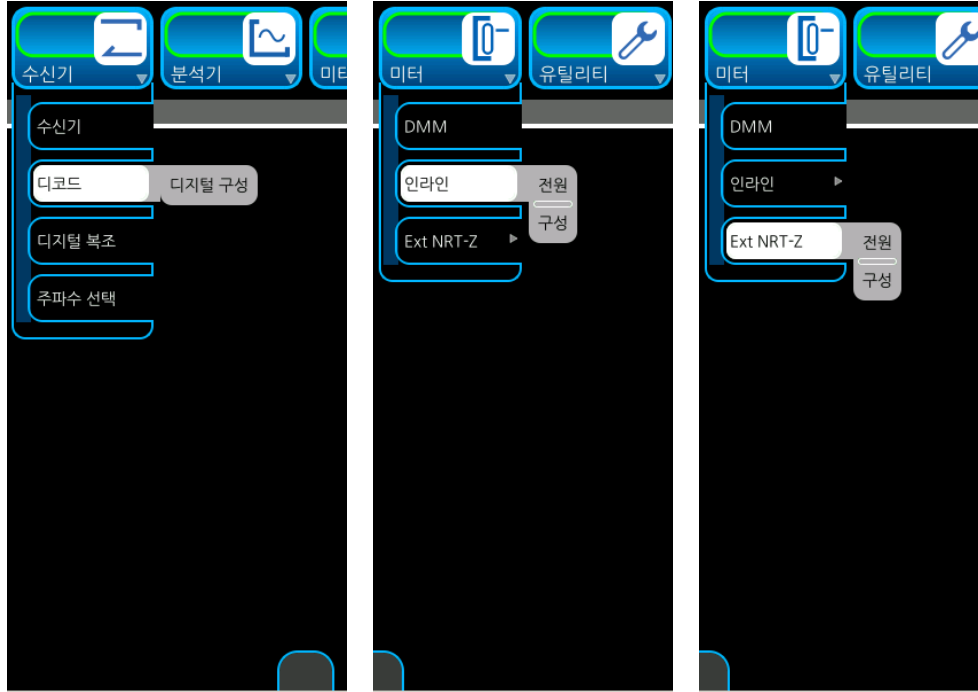 수신기
분석기
미터
수신기
디코드
디지털 구성
디지털 복조
주파수 선택
미터
유틸리티
DMM
인라인
전원
구성
Ext NRT-Z
미터
유틸리티
DMM
인라인
Ext NRT-Z
전원
구성